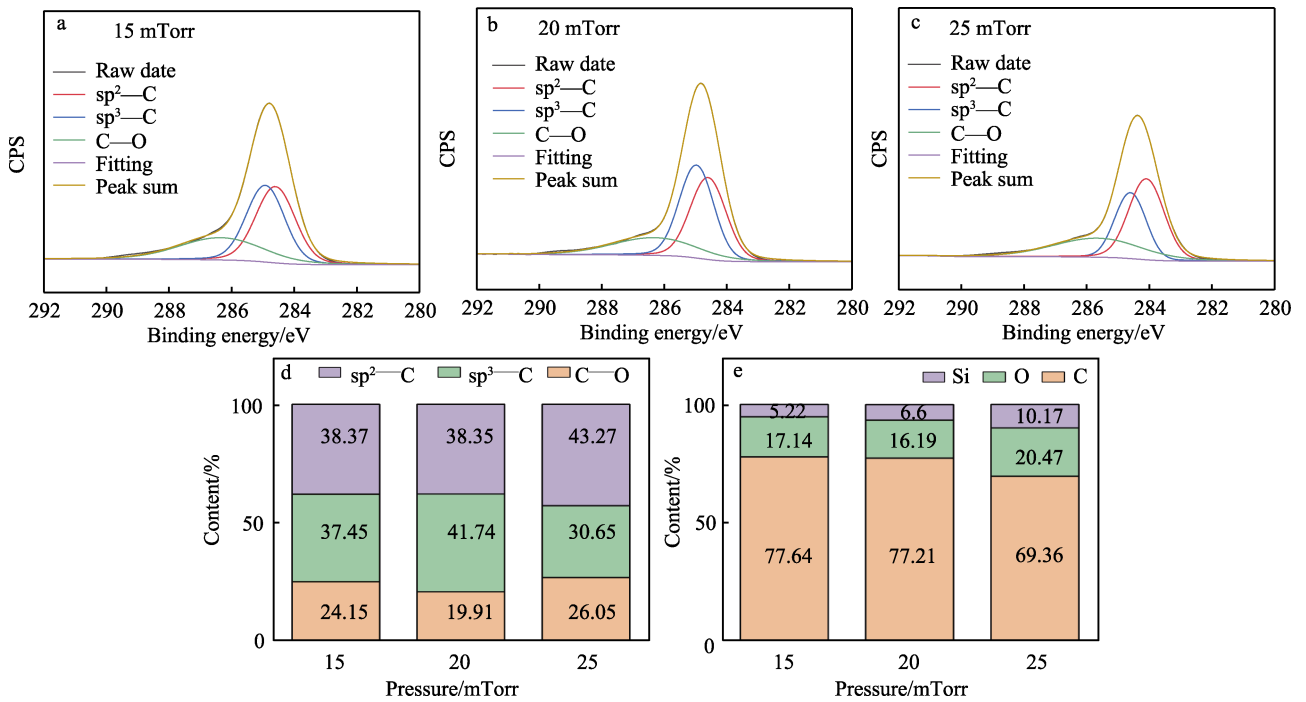 a
15 mTorr
Raw date
sp²—C
sp³—C
C—O
Fitting
Peak sum
CPS
292 290 288 286 284 282 280
Binding energy/eV
b
20 mTorr
Raw date
sp²—C
sp³—C
C—O
Fitting
Peak sum
CPS
292 290 288 286 284 282 280
Binding energy/eV
c
25 mTorr
Raw date
sp²—C
sp³—C
C—O
Fitting
Peak sum
CPS
292 290 288 286 284 282 280
Binding energy/eV
d sp²—C sp³—C C—O
100
50
0
Content/%
38.37 38.35 43.27
37.45 41.74 30.65
24.15 19.91 26.05
15 20 25
Pressure/mTorr
e Si O C
100
50
0
Content/%
5.22 6.6 10.17
17.14 16.19 20.47
77.64 77.21 69.36
15 20 25
Pressure/mTorr